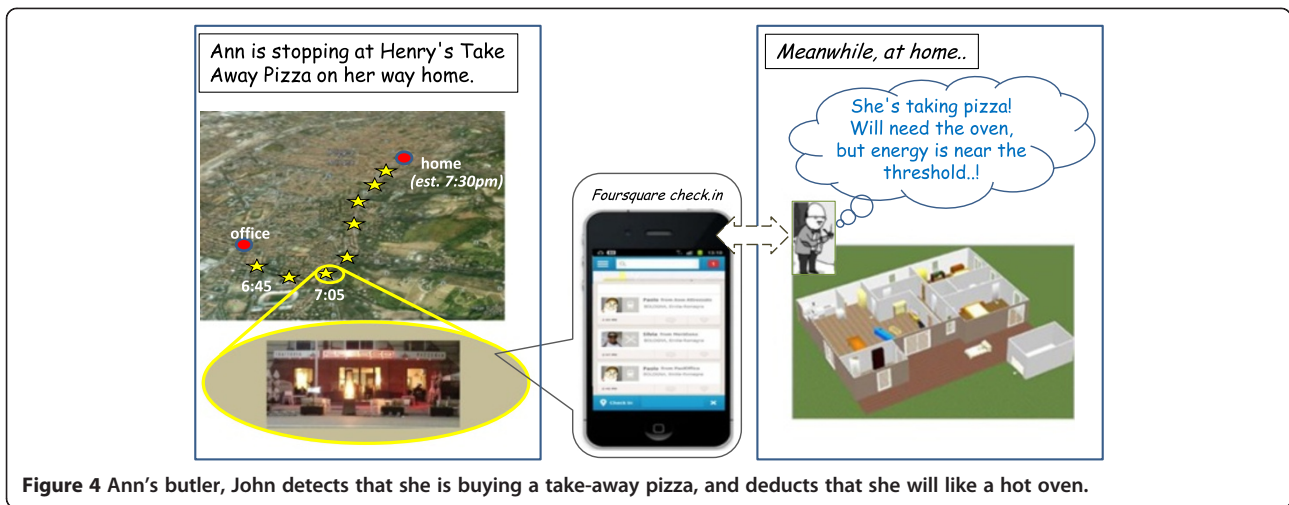 Ann is stopping at Henry's Take
Away Pizza on her way home.
home
(est. 7:30pm)
office
6:45
7:05
Foursquare check.in
Check in
Meanwhile, at home..
She's taking pizza!
Will need the oven,
but energy is near the
threshold..!
Figure 4 Ann's butler, John detects that she is buying a take-away pizza, and deducts that she will like a hot oven.